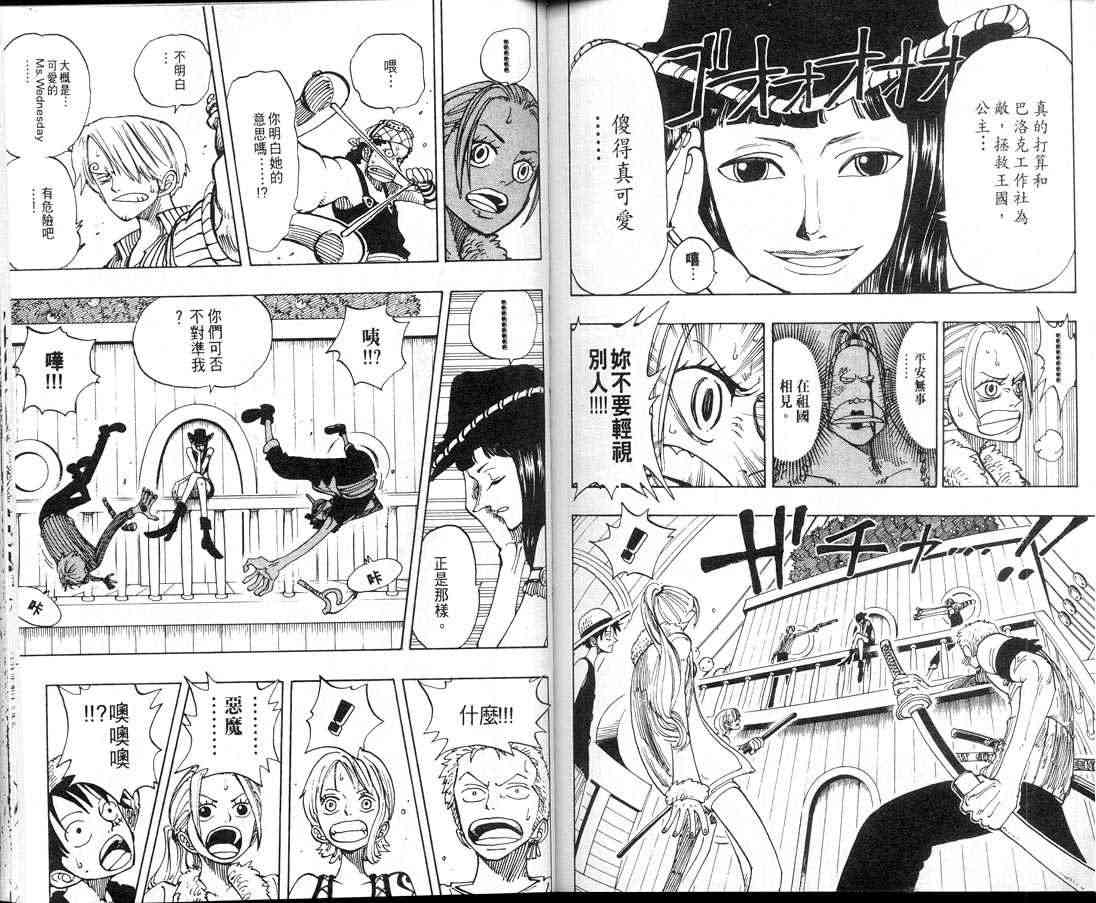 真的打算和
巴洛克工作社為
敵，拯救王國，
公主…
ゴオオオオオ
傻得真可愛
……
嘻
…………
平安無事
……
在祖國
相見。
妳不要輕視
別人!!!!
ザチャ…
!
…………
喂…
你明白她的
意思嗎……!?
不明白
…
大概是…
可愛的
Ms.Wednesday
……
有危險吧
…
…………
正是那樣。
咦
!!?
你們可否
不對準我
?
嘩
!!!
咔
咔
什麼!!!
!
惡魔
……
噢噢噢
!!?